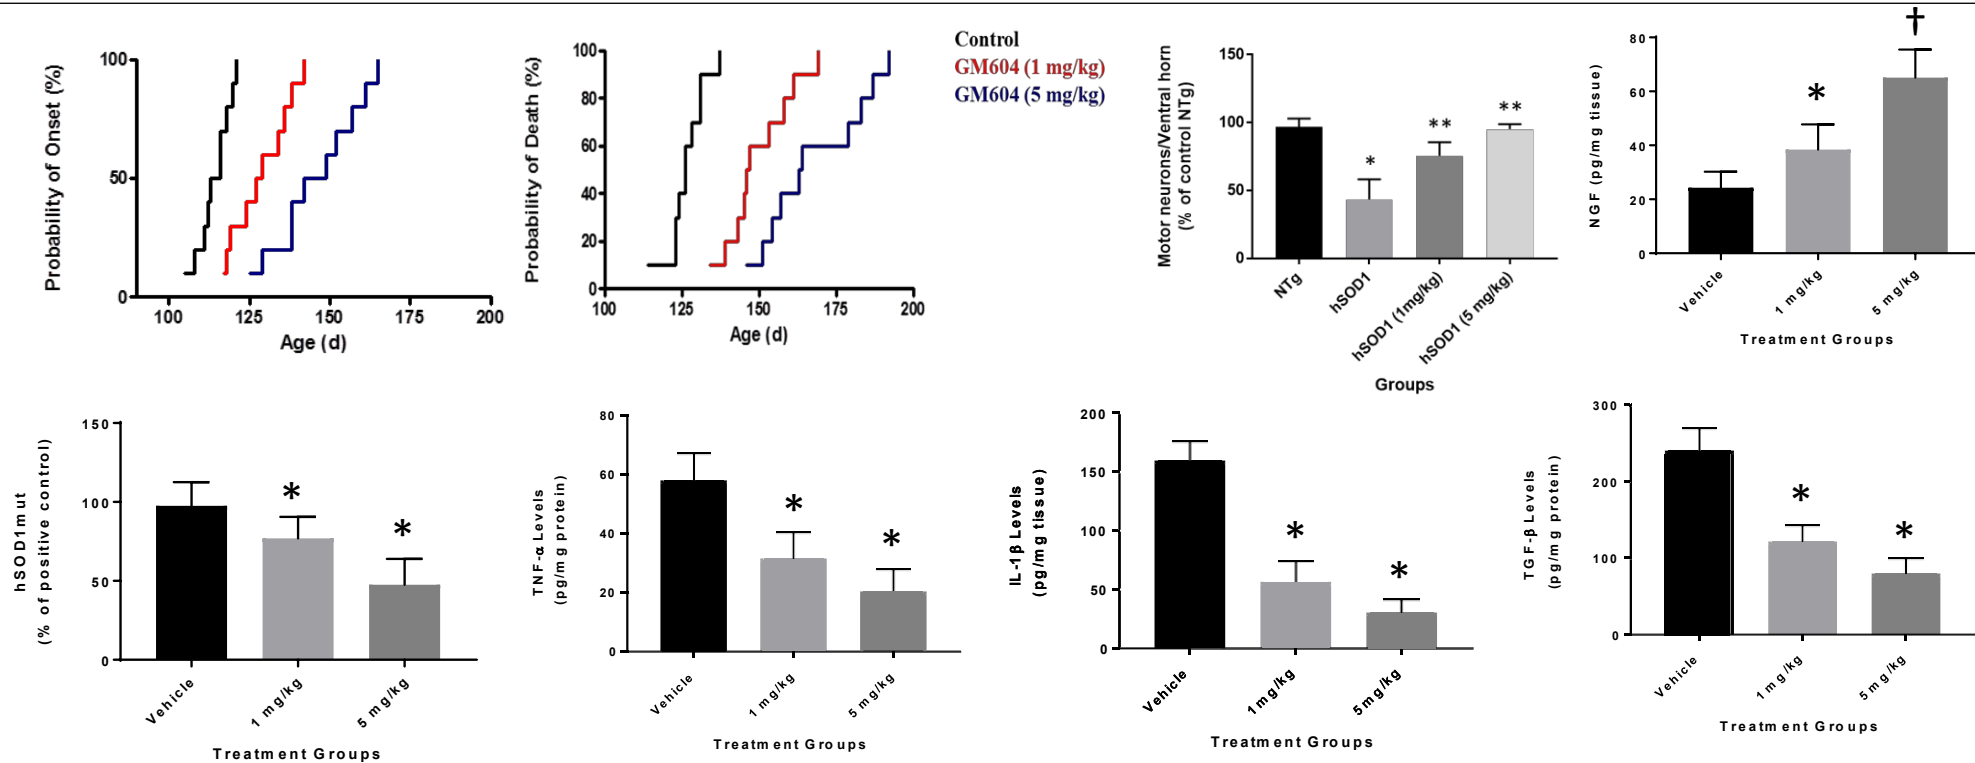 Probability of Onset (%)
100
50
0
100
125
150
175
200
Age (d)
Probability of Death (%)
100
80
60
40
20
0
100
125
150
175
200
Age (d)
Control
GM604 (1 mg/kg)
GM604 (5 mg/kg)
Motor neurons/Ventral horn
(% of control NTg)
150
100
50
0
*
**
**
NTg
hSOD1
hSOD1 (1mg/kg)
hSOD1 (5 mg/kg)
Groups
NGF (pg/mg tissue)
80
60
40
20
0
*
†
Vehicle
1 mg/kg
5 mg/kg
Treatment Groups
hSOD1mut
(% of positive control)
150
100
50
0
*
*
Vehicle
1 mg/kg
5 mg/kg
Treatment Groups
TNF-α Levels
(pg/mg protein)
80
60
40
20
0
*
*
Vehicle
1 mg/kg
5 mg/kg
Treatment Groups
IL-1β Levels
(pg/mg tissue)
200
150
100
50
0
*
*
Vehicle
1 mg/kg
5 mg/kg
Treatment Groups
TGF-β Levels
(pg/mg protein)
300
200
100
0
*
*
Vehicle
1 mg/kg
5 mg/kg
Treatment Groups